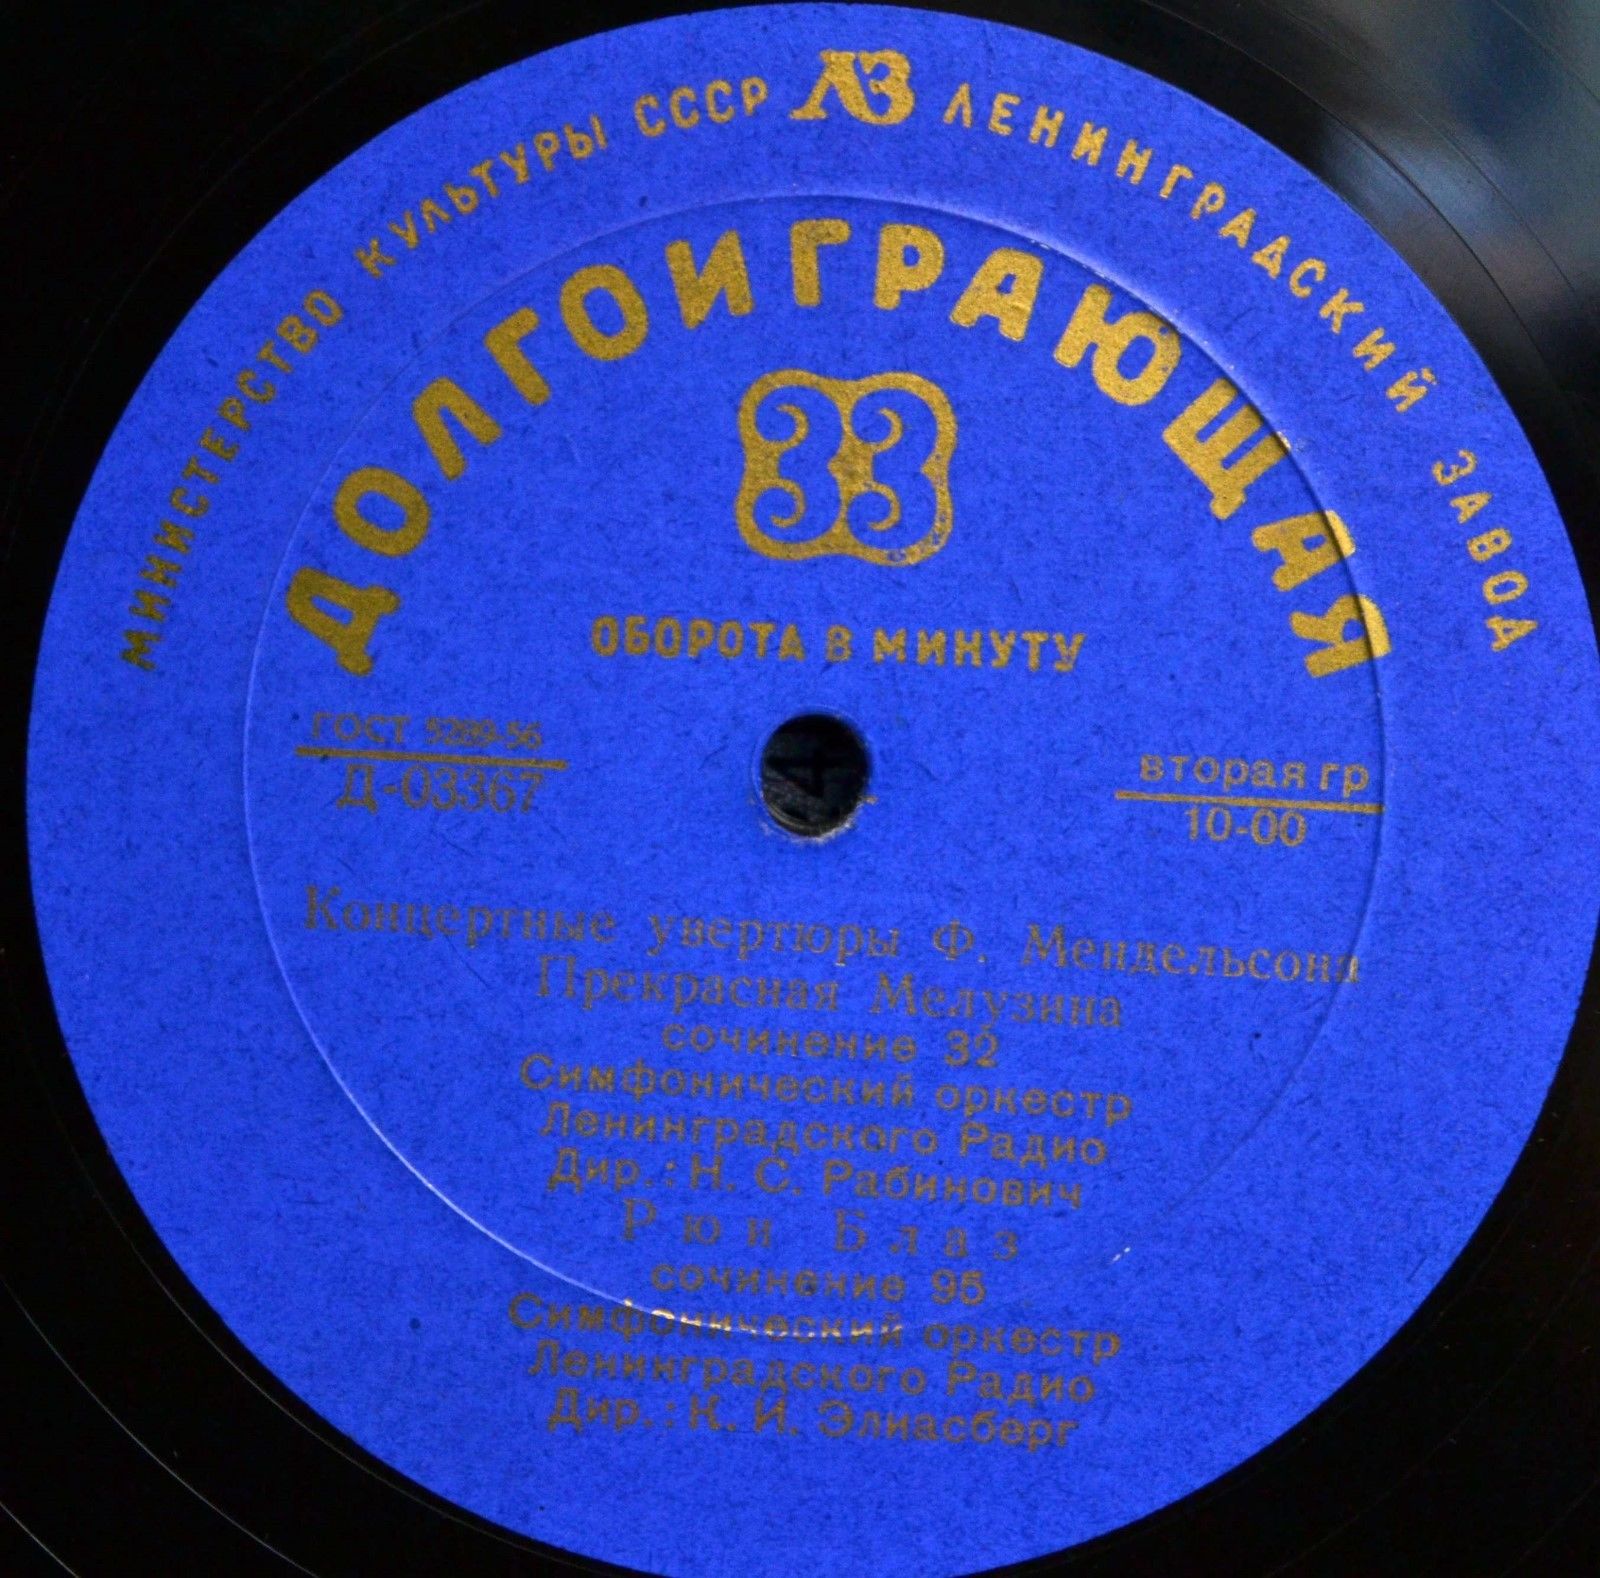 МИНИСТЕРСТВО КУЛЬТУРЫ СССР ЛЗ ЛЕНИНГРАДСКИЙ ЗАВОД
ДОЛГОИГРАЮЩАЯ
33
ОБОРОТА В МИНУТУ
ГОСТ 5289-56
Д-03367
вторая гр
10-00
Концертные увертюры Ф. Мендельсона
Прекрасная Мелузина
сочинение 32
Симфонический оркестр
Ленинградского Радио
Дир.: Н. С. Рабинович
Рюи Блаз
сочинение 95
Симфонический оркестр
Ленинградского Радио
Дир.: К. И. Элиасберг